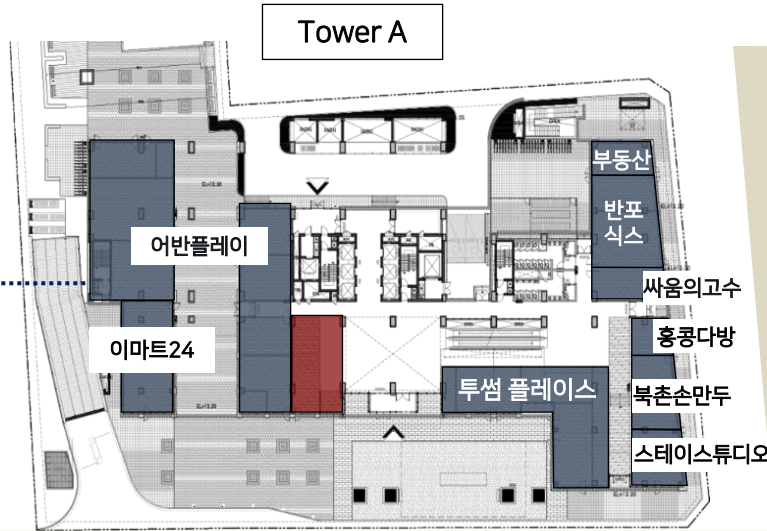 Tower A
부동산
반포
식스
어반플레이
싸움의고수
이마트24
홍콩다방
투썸 플레이스
북촌손만두
스테이스튜디오